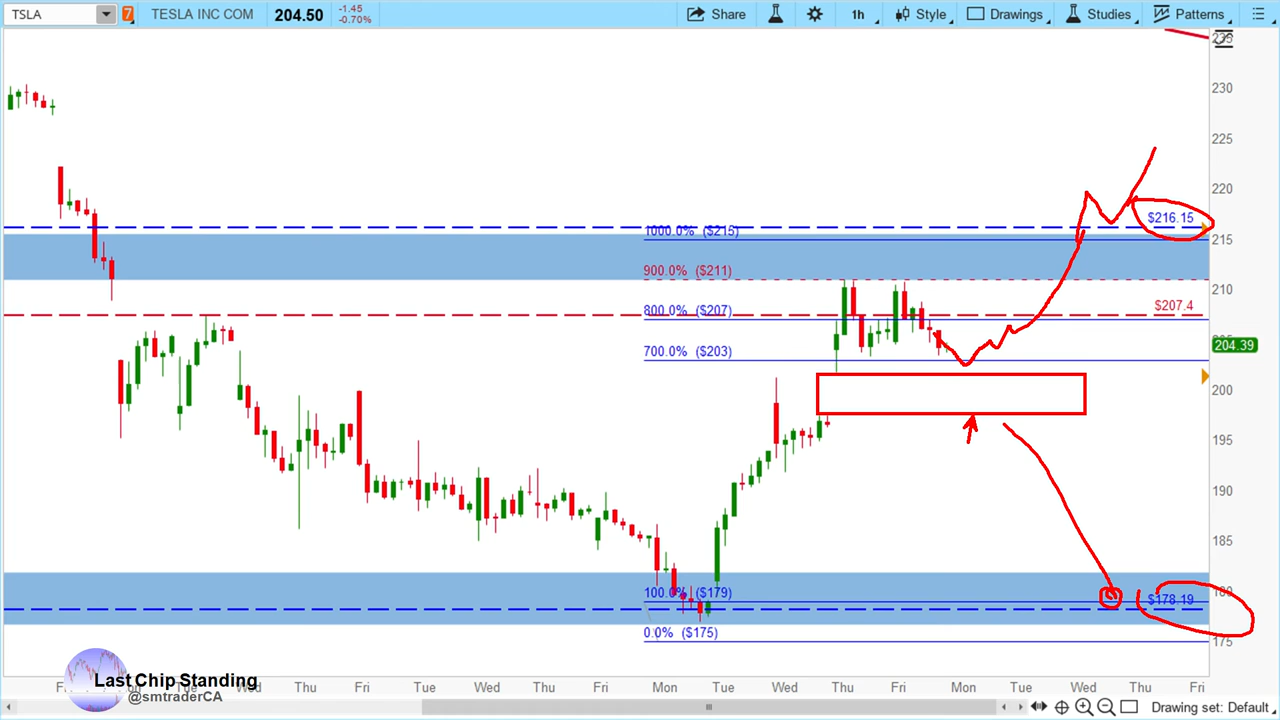 TSLA 7 TESLA INC COM 204.50 -1.45 -0.70% Share 1h Style Drawings Studies Patterns
235
230
225
220
$216.15
1000.0% ($215) 215
900.0% ($211)
210
$207.4
800.0% ($207)
204.39
700.0% ($203)
200
195
190
185
180
100.0% ($179) $178.19
0.0% ($175) 175
Last Chip Standing
@smtraderCA
Tue Wed Thu Fri Tue Wed Thu Fri Mon Tue Wed Thu Fri Mon Tue Wed Thu Fri
Drawing set: Default